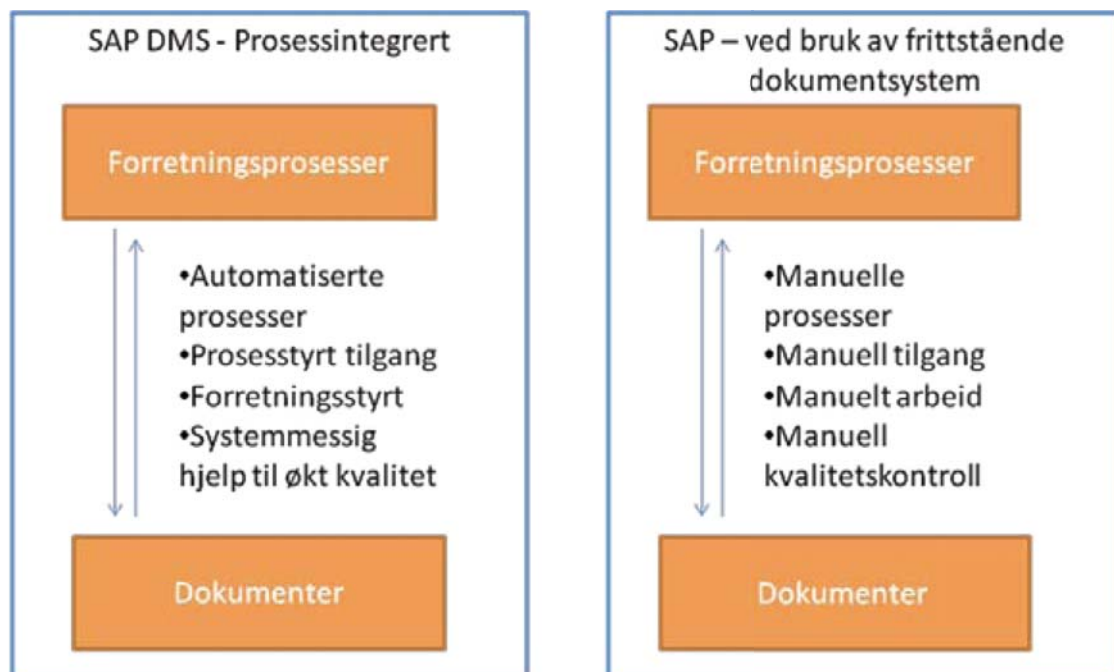 SAP DMS - Prosessintegrert
Forretningsprosesser
•Automatiserte
prosesser
•Prosesstyrt tilgang
•Forretningsstyrt
•Systemmessig
hjelp til økt kvalitet
Dokumenter
SAP – ved bruk av frittstående
dokumentsystem
Forretningsprosesser
•Manuelle
prosesser
•Manuell tilgang
•Manuelt arbeid
•Manuell
kvalitetskontroll
Dokumenter